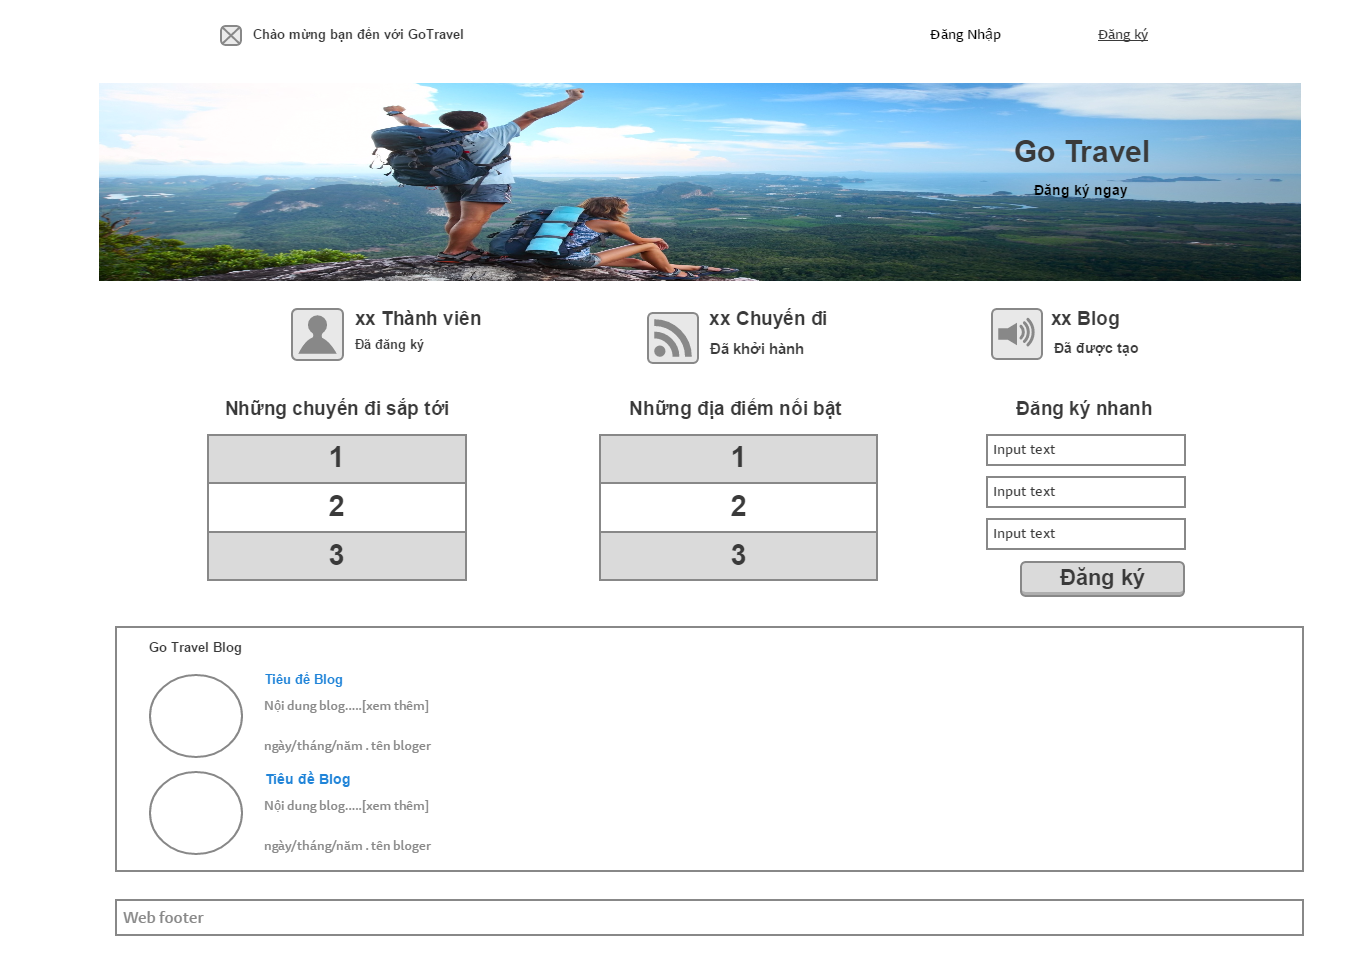 Chào mừng bạn đến với GoTravel
Đăng Nhập
Đăng ký
Go Travel
Đăng ký ngay
xx Thành viên
Đã đăng ký
xx Chuyến đi
Đã khởi hành
xx Blog
Đã được tạo
Những chuyến đi sắp tới
1
2
3
Những địa điểm nổi bật
1
2
3
Đăng ký nhanh
Input text
Input text
Input text
Đăng ký
Go Travel Blog
Tiêu đề Blog
Nội dung blog.....[xem thêm]
ngày/tháng/năm . tên bloger
Tiêu đề Blog
Nội dung blog.....[xem thêm]
ngày/tháng/năm . tên bloger
Web footer